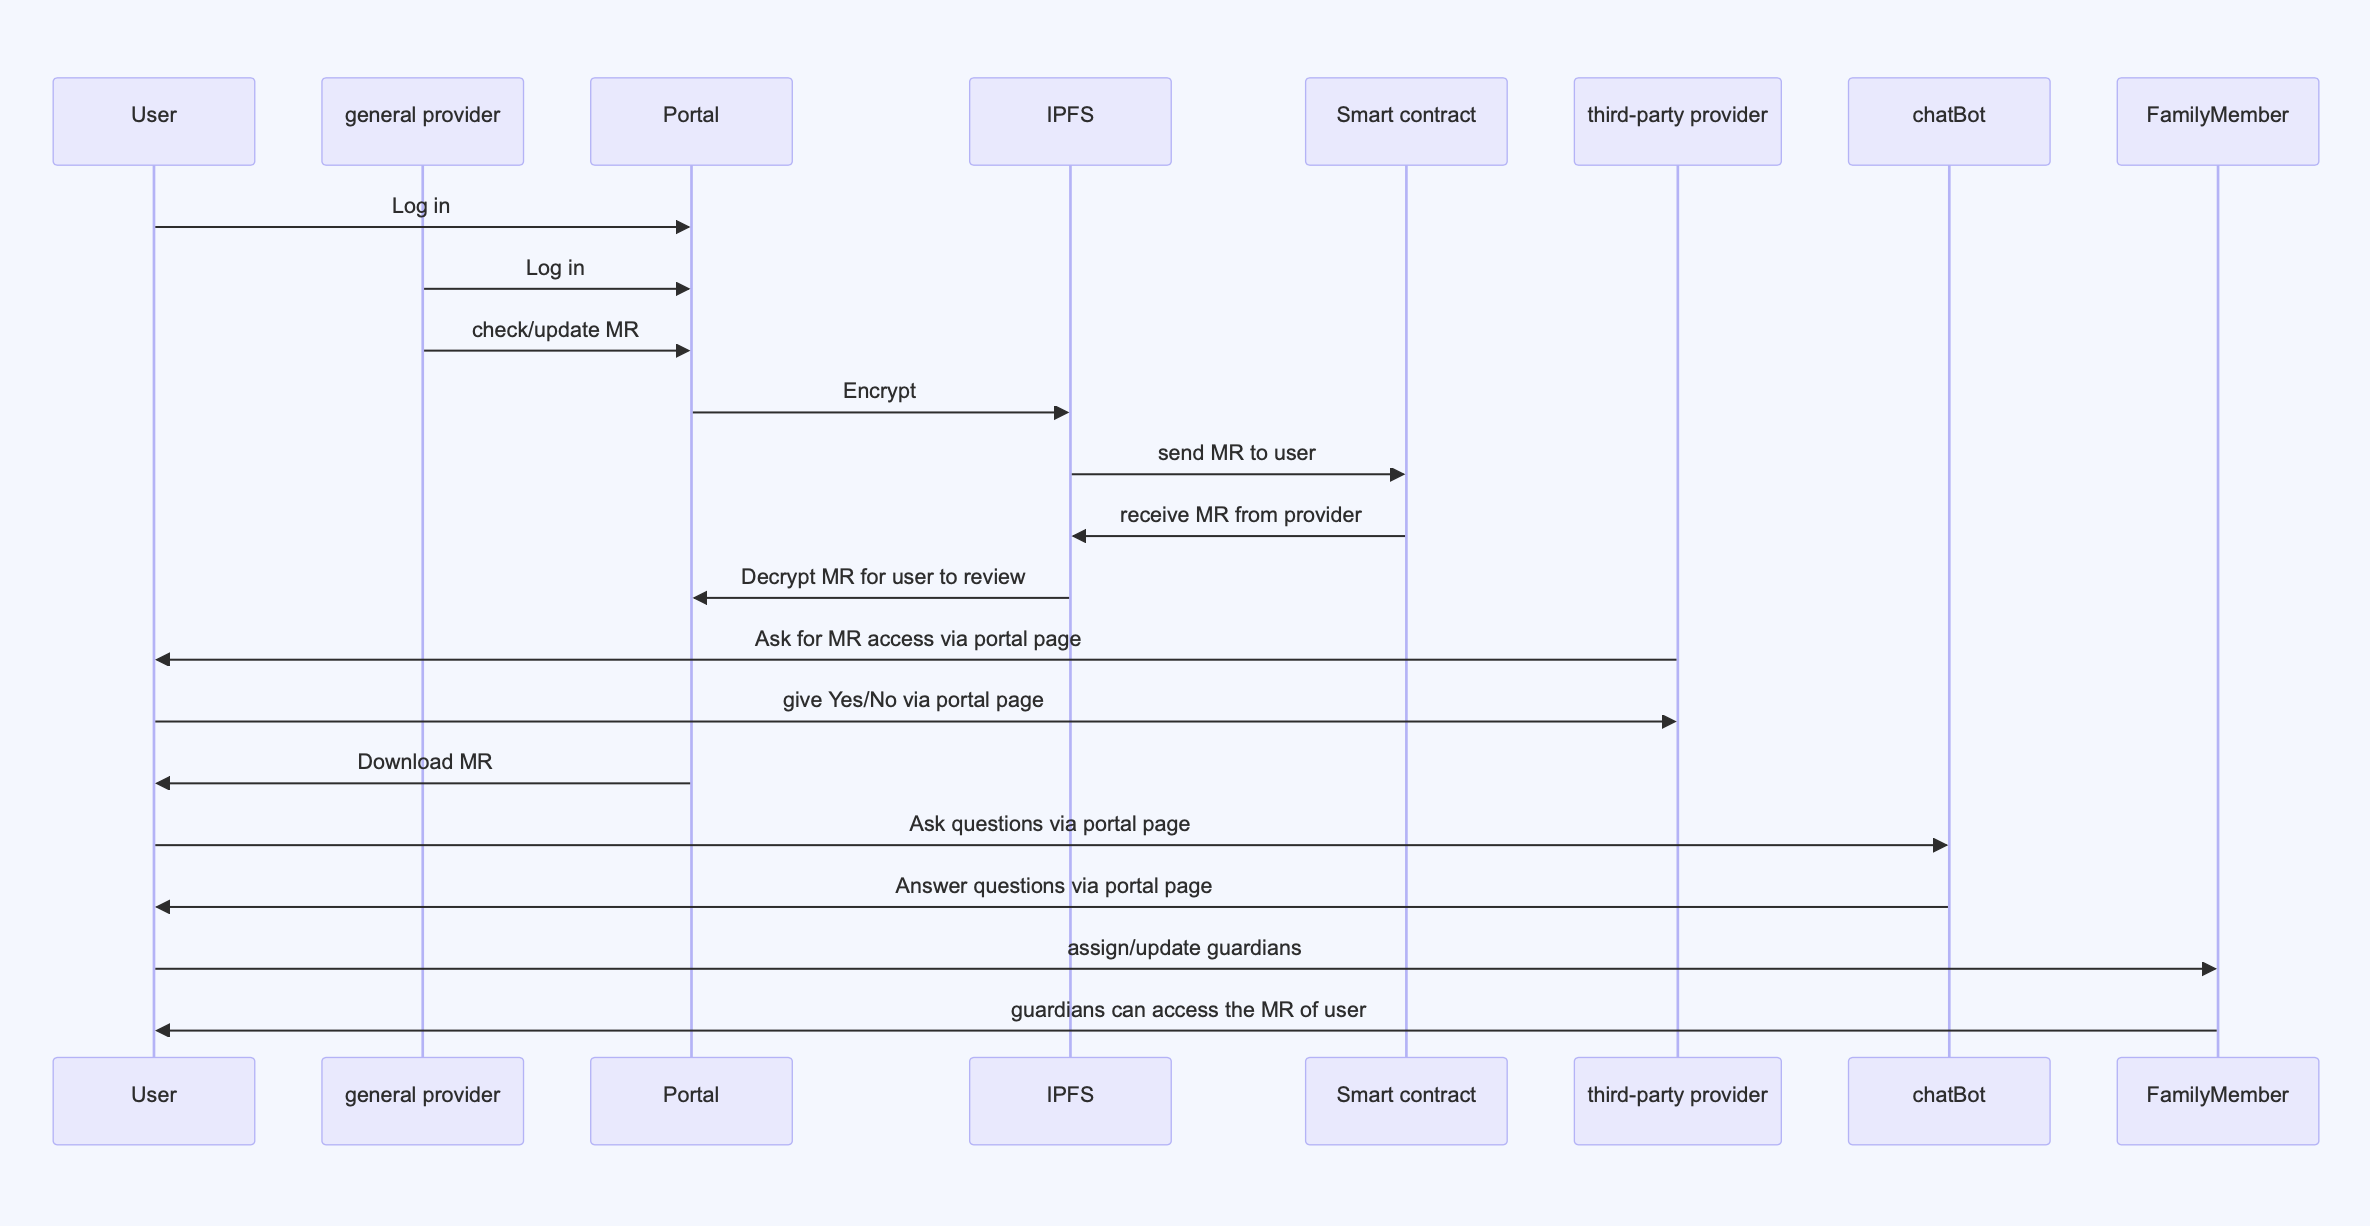 User
general provider
Portal
IPFS
Smart contract
third-party provider
chatBot
FamilyMember
Log in
Log in
check/update MR
Encrypt
send MR to user
receive MR from provider
Decrypt MR for user to review
Ask for MR access via portal page
give Yes/No via portal page
Download MR
Ask questions via portal page
Answer questions via portal page
assign/update guardians
guardians can access the MR of user
User
general provider
Portal
IPFS
Smart contract
third-party provider
chatBot
FamilyMember